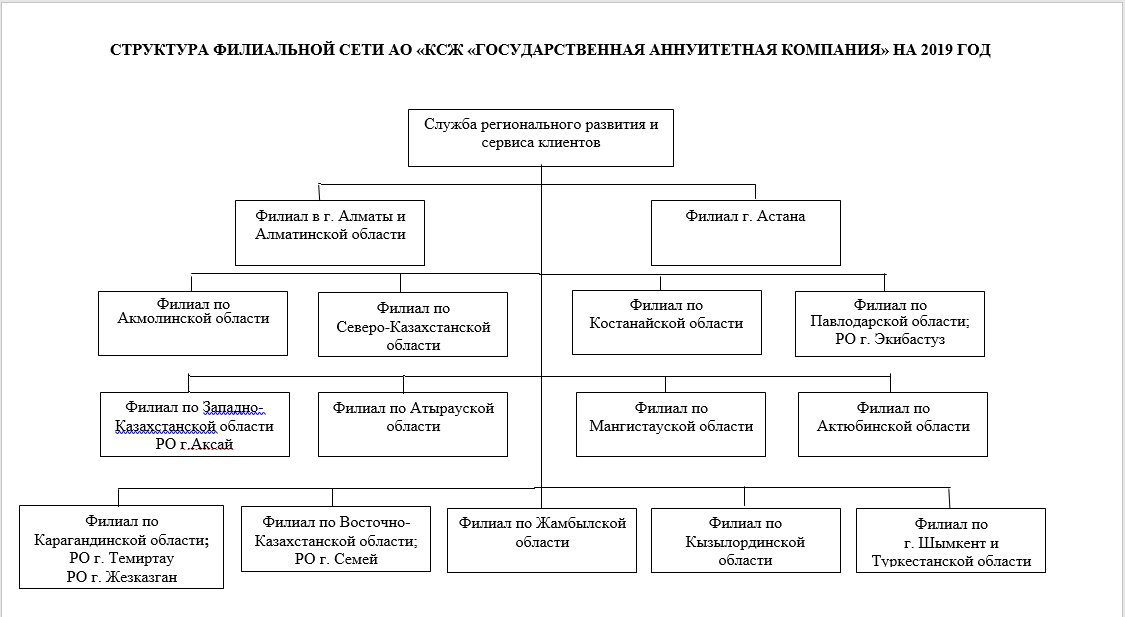 СТРУКТУРА ФИЛИАЛЬНОЙ СЕТИ АО «КСЖ «ГОСУДАРСТВЕННАЯ АННУИТЕТНАЯ КОМПАНИЯ» НА 2019 ГОД
Служба регионального развития и
сервиса клиентов
Филиал в г. Алматы и
Алматинской области
Филиал г. Астана
Филиал по
Акмолинской области
Филиал по
Северо-Казахстанской
области
Филиал по
Костанайской области
Филиал по
Павлодарской области;
РО г. Экибастуз
Филиал по Западно-
Казахстанской области
РО г.Аксай
Филиал по Атырауской
области
Филиал по
Мангистауской области
Филиал по
Актюбинской области
Филиал по
Карагандинской области;
РО г. Темиртау
РО г. Жезказган
Филиал по Восточно-
Казахстанской области;
РО г. Семей
Филиал по Жамбылской
области
Филиал по
Кызылординской
области
Филиал по
г. Шымкент и
Туркестанской области